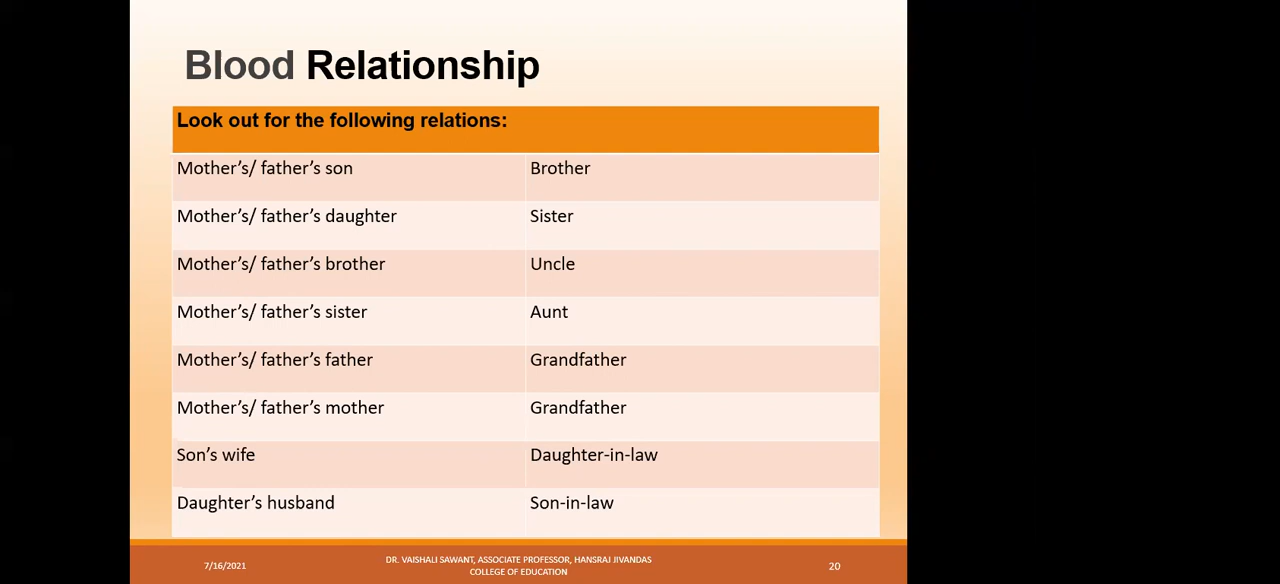 Blood Relationship
Look out for the following relations:
Mother’s/ father’s son Brother
Mother’s/ father’s daughter Sister
Mother’s/ father’s brother Uncle
Mother’s/ father’s sister Aunt
Mother’s/ father’s father Grandfather
Mother’s/ father’s mother Grandfather
Son’s wife Daughter-in-law
Daughter’s husband Son-in-law
7/16/2021
DR. VAISHALI SAWANT, ASSOCIATE PROFESSOR, HANSRAJ JIVANDAS
COLLEGE OF EDUCATION
20